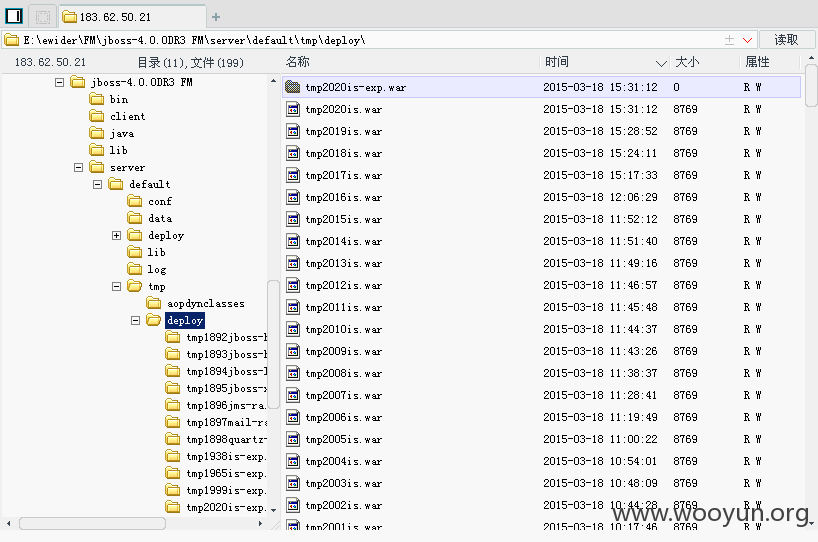 183.62.50.21
E:\ewider\FM\jboss-4.0.0DR3 FM\server\default\tmp\deploy\ 读取
183.62.50.21 目录(11),文件(199) 名称 时间 大小 属性
jboss-4.0.0DR3 FM
bin
client
java
lib
server
default
conf
data
deploy
lib
log
tmp
aopdynclasses
deploy
tmp1892jboss-
tmp1893jboss-
tmp1894jboss-
tmp1895jboss-
tmp1896jms-ra.
tmp1897mail-ra
tmp1898quartz-
tmp1938is-exp.
tmp1965is-exp.
tmp1999is-exp.
tmp2020is-exp.
tmp2020is-exp.war 2015-03-18 15:31:12 0 R W
tmp2020is.war 2015-03-18 15:31:12 8769 R W
tmp2019is.war 2015-03-18 15:28:52 8769 R W
tmp2018is.war 2015-03-18 15:24:11 8769 R W
tmp2017is.war 2015-03-18 15:17:33 8769 R W
tmp2016is.war 2015-03-18 12:06:29 8769 R W
tmp2015is.war 2015-03-18 11:52:12 8769 R W
tmp2014is.war 2015-03-18 11:51:40 8769 R W
tmp2013is.war 2015-03-18 11:49:16 8769 R W
tmp2012is.war 2015-03-18 11:46:57 8769 R W
tmp2011is.war 2015-03-18 11:45:48 8769 R W
tmp2010is.war 2015-03-18 11:44:37 8769 R W
tmp2009is.war 2015-03-18 11:43:26 8769 R W
tmp2008is.war 2015-03-18 11:38:37 8769 R W
tmp2007is.war 2015-03-18 11:28:41 8769 R W
tmp2006is.war 2015-03-18 11:19:49 8769 R W
tmp2005is.war 2015-03-18 11:00:22 8769 R W
tmp2004is.war 2015-03-18 10:54:01 8769 R W
tmp2003is.war 2015-03-18 10:48:09 8769 R W
tmp2002is.war 2015-03-18 10:44:28 8769 R W
tmp2001is.war 2015-03-18 10:17:46 8769 R W
www.wooyun.org